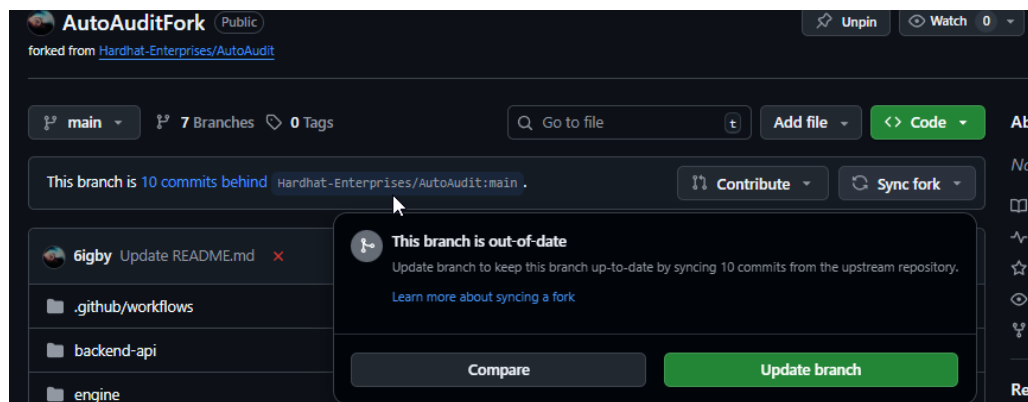 AutoAuditFork Public Unpin Watch 0
forked from Hardhat-Enterprises/AutoAudit
main 7 Branches 0 Tags Go to file t Add file <> Code
This branch is 10 commits behind Hardhat-Enterprises/AutoAudit:main . Contribute Sync fork
This branch is out-of-date
6igby Update README.md
Update branch to keep this branch up-to-date by syncing 10 commits from the upstream repository.
Learn more about syncing a fork
.github/workflows
backend-api
Compare Update branch
engine